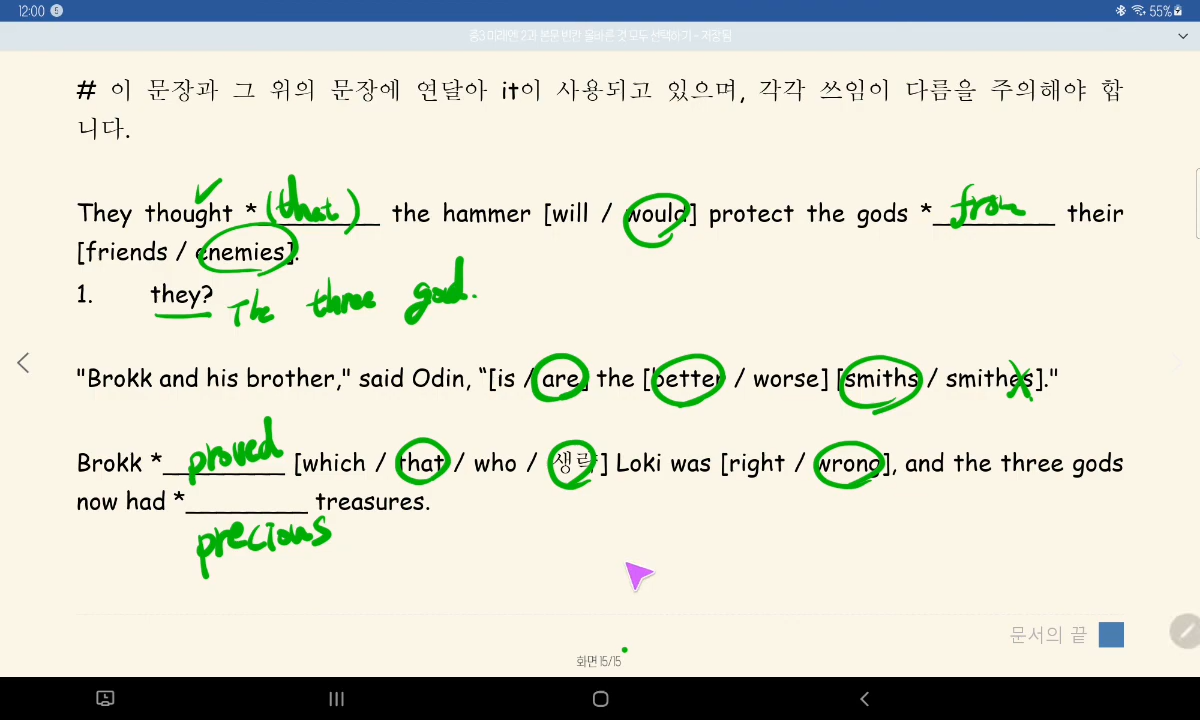 12:00 5 55%
중3 미래엔 2과 본문 빈칸 올바른 것 모두 선택하기 - 저장됨
# 이 문장과 그 위의 문장에 연달아 it이 사용되고 있으며, 각각 쓰임이 다름을 주의해야 합
니다.
They thought *(that) the hammer [will / would] protect the gods *from their
[friends / enemies].
1. they? The three god.
"Brokk and his brother," said Odin, “[is / are] the [better / worse] [smiths / smithes]."
Brokk *proved [which / that / who / 생략] Loki was [right / wrong], and the three gods
now had *________ treasures.
precious
문서의 끝
화면 15/15